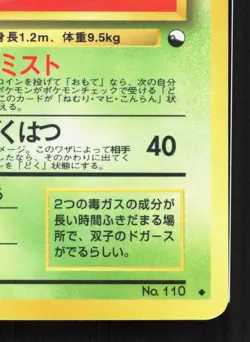 身長1.2m、体重9.5kg
ミスト
コインを投げて「おもて」なら、次の自分
ポケモンがポケモンチェックで受ける「ど
このカードが「ねむり・マヒ・こんらん」状
える。
くはつ
40
メージ。このワザによって相手
したなら、そのかわりに出てく
を「どく」状態にする。
2つの毒ガスの成分が
長い時間ふきだまる場
所で、双子のドガース
がでるらしい。
No. 110 ◆